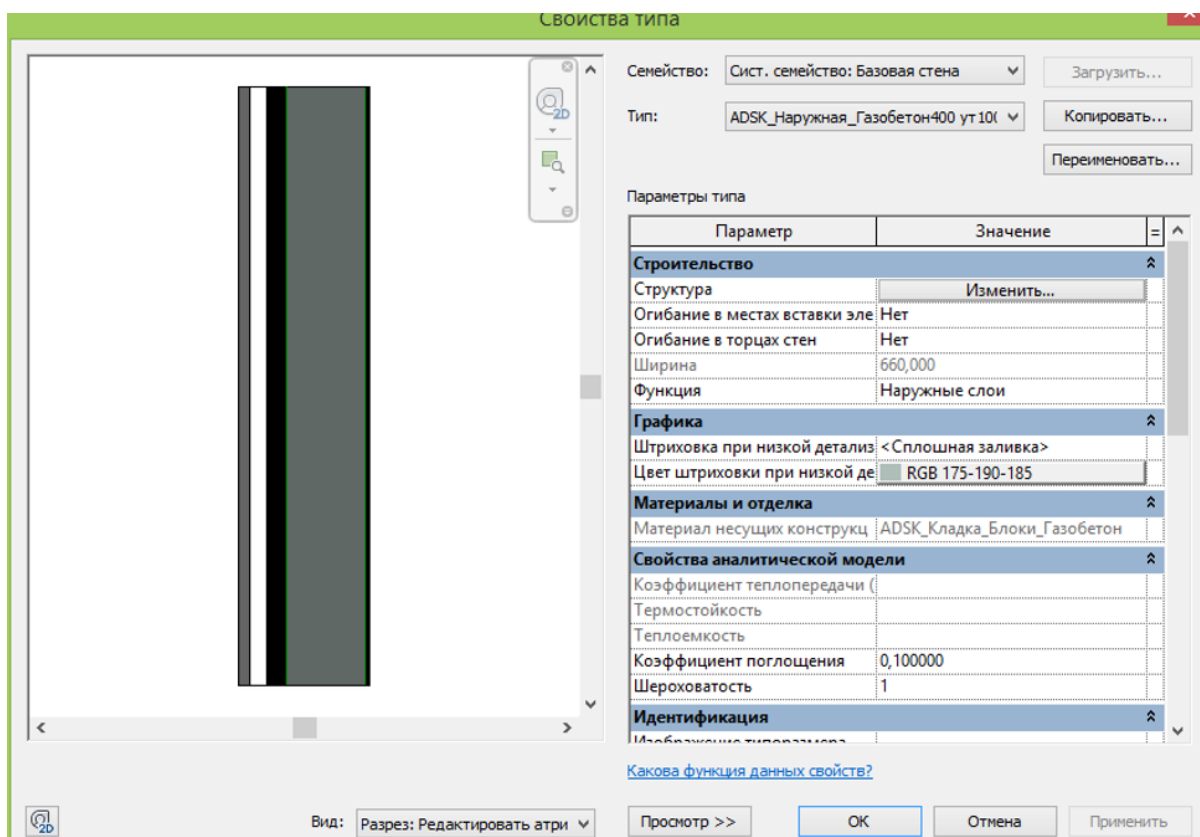 Свойства типа
Семейство: Сист. семейство: Базовая стена Загрузить...
Тип: ADSK_Наружная_Газобетон400 ут10( Копировать...
Переименовать...
Параметры типа
Параметр Значение =
Строительство
Структура Изменить...
Огибание в местах вставки эле Нет
Огибание в торцах стен Нет
Ширина 660,000
Функция Наружные слои
Графика
Штриховка при низкой детализ <Сплошная заливка>
Цвет штриховки при низкой де RGB 175-190-185
Материалы и отделка
Материал несущих конструкц ADSK_Кладка_Блоки_Газобетон
Свойства аналитической модели
Коэффициент теплопередачи (
Термостойкость
Теплоемкость
Коэффициент поглощения 0,100000
Шероховатость 1
Идентификация
Изображение типоразмера
Какова функция данных свойств?
2D
2D Вид: Разрез: Редактировать атри Просмотр >> ОК Отмена Применить